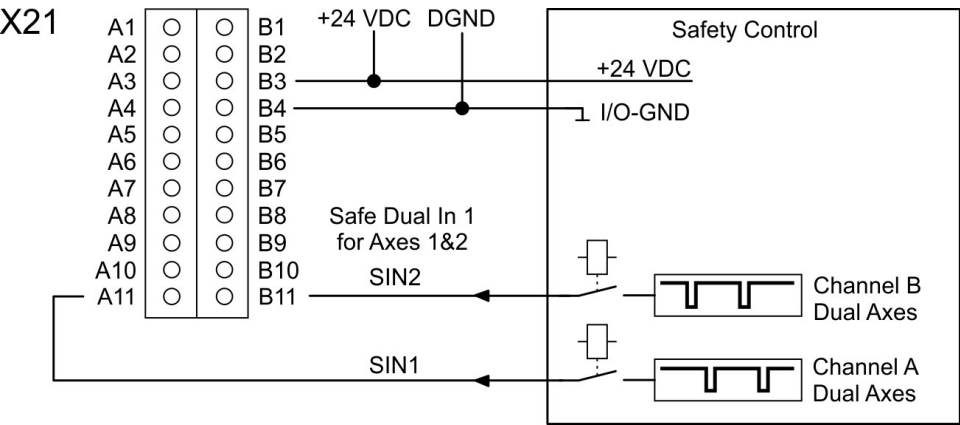 X21
+24 VDC DGND
Safety Control
A1 B1
A2 B2
A3 B3
+24 VDC
A4 B4
I/O-GND
A5 B5
A6 B6
A7 B7
A8 B8
A9 B9
A10 B10
A11 B11
Safe Dual In 1
for Axes 1&2
SIN2
Channel B
Dual Axes
SIN1
Channel A
Dual Axes